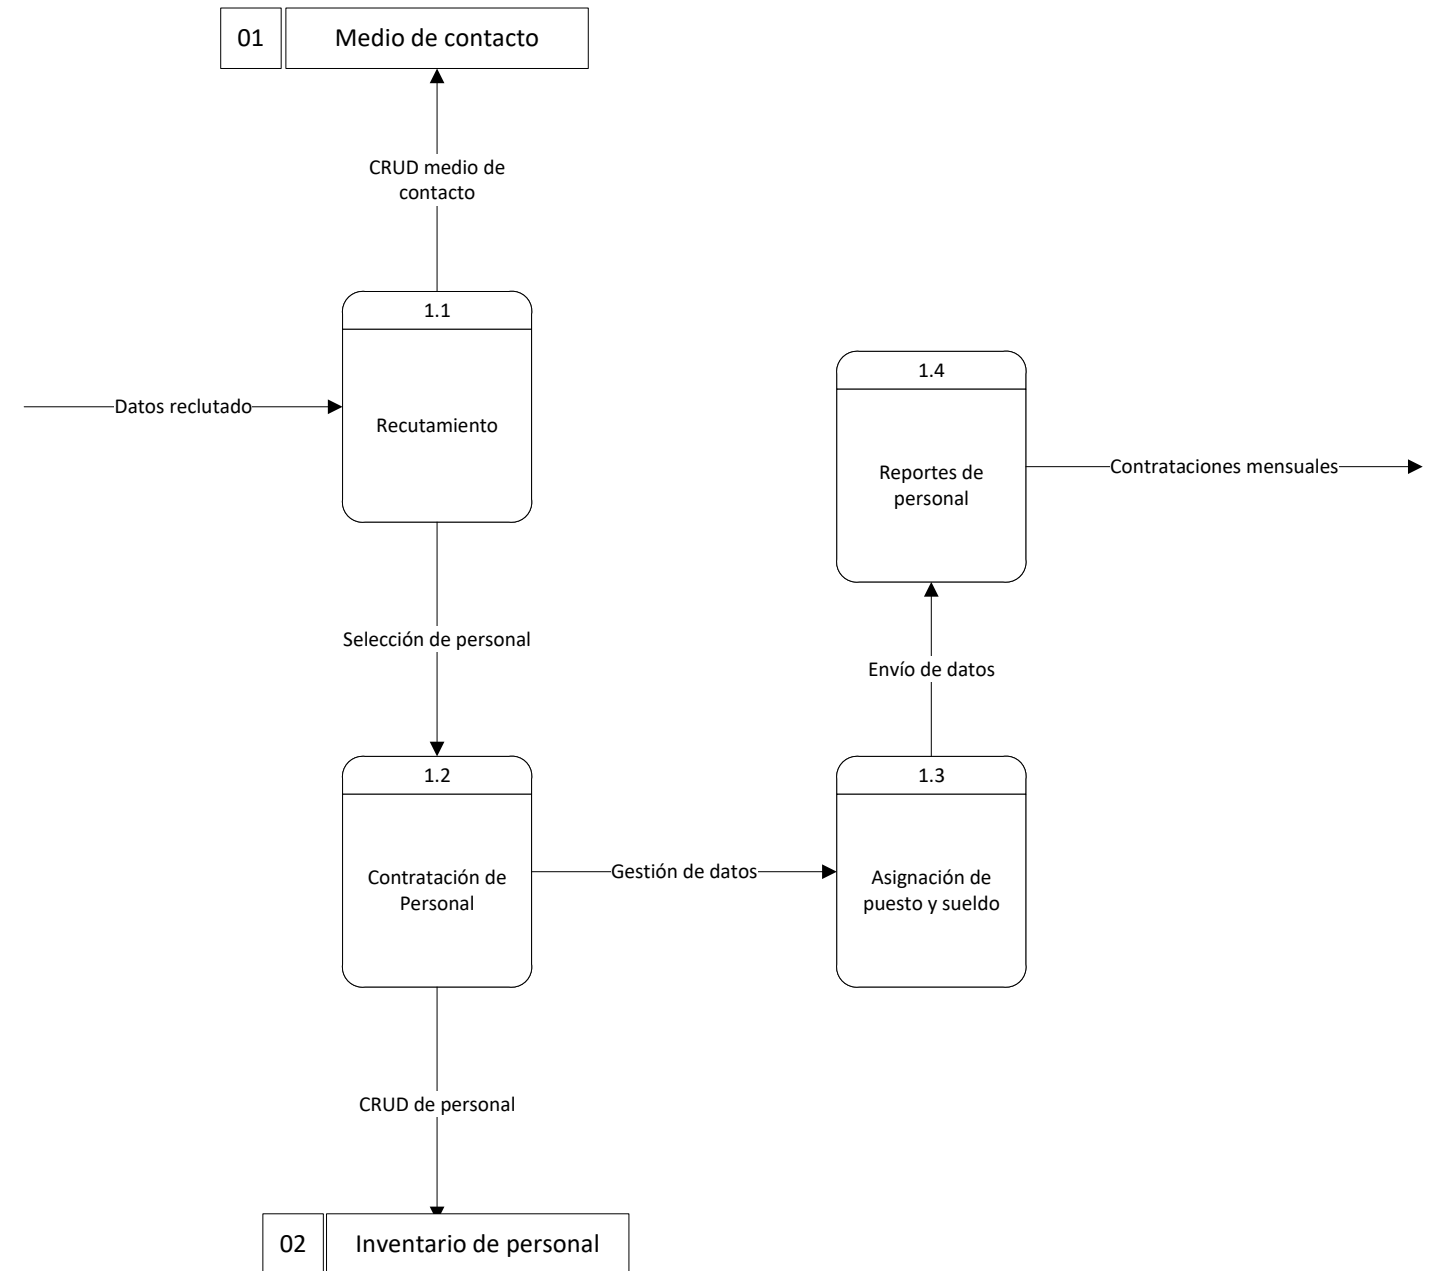 01
Medio de contacto
CRUD medio de
contacto
1.1
Recutamiento
Datos reclutado
1.4
Reportes de
personal
Contrataciones mensuales
Selección de personal
Envío de datos
1.2
Contratación de
Personal
Gestión de datos
1.3
Asignación de
puesto y sueldo
CRUD de personal
02
Inventario de personal